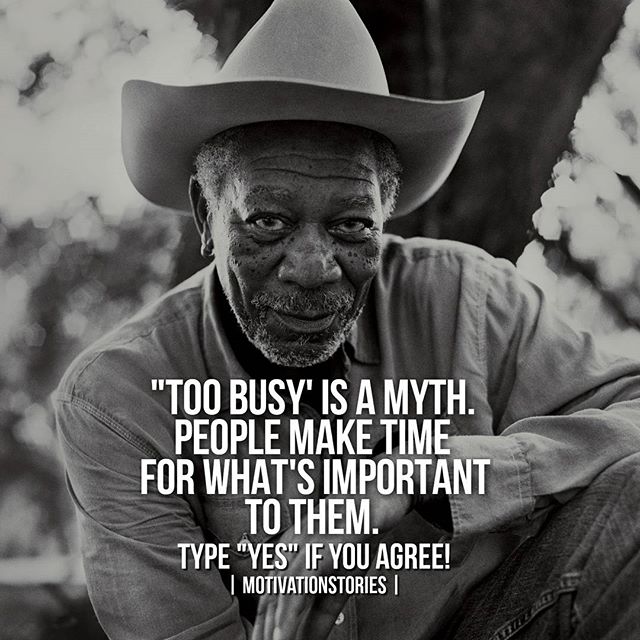 "TOO BUSY' IS A MYTH.
PEOPLE MAKE TIME
FOR WHAT'S IMPORTANT
TO THEM.
TYPE "YES" IF YOU AGREE!
| MOTIVATIONSTORIES |